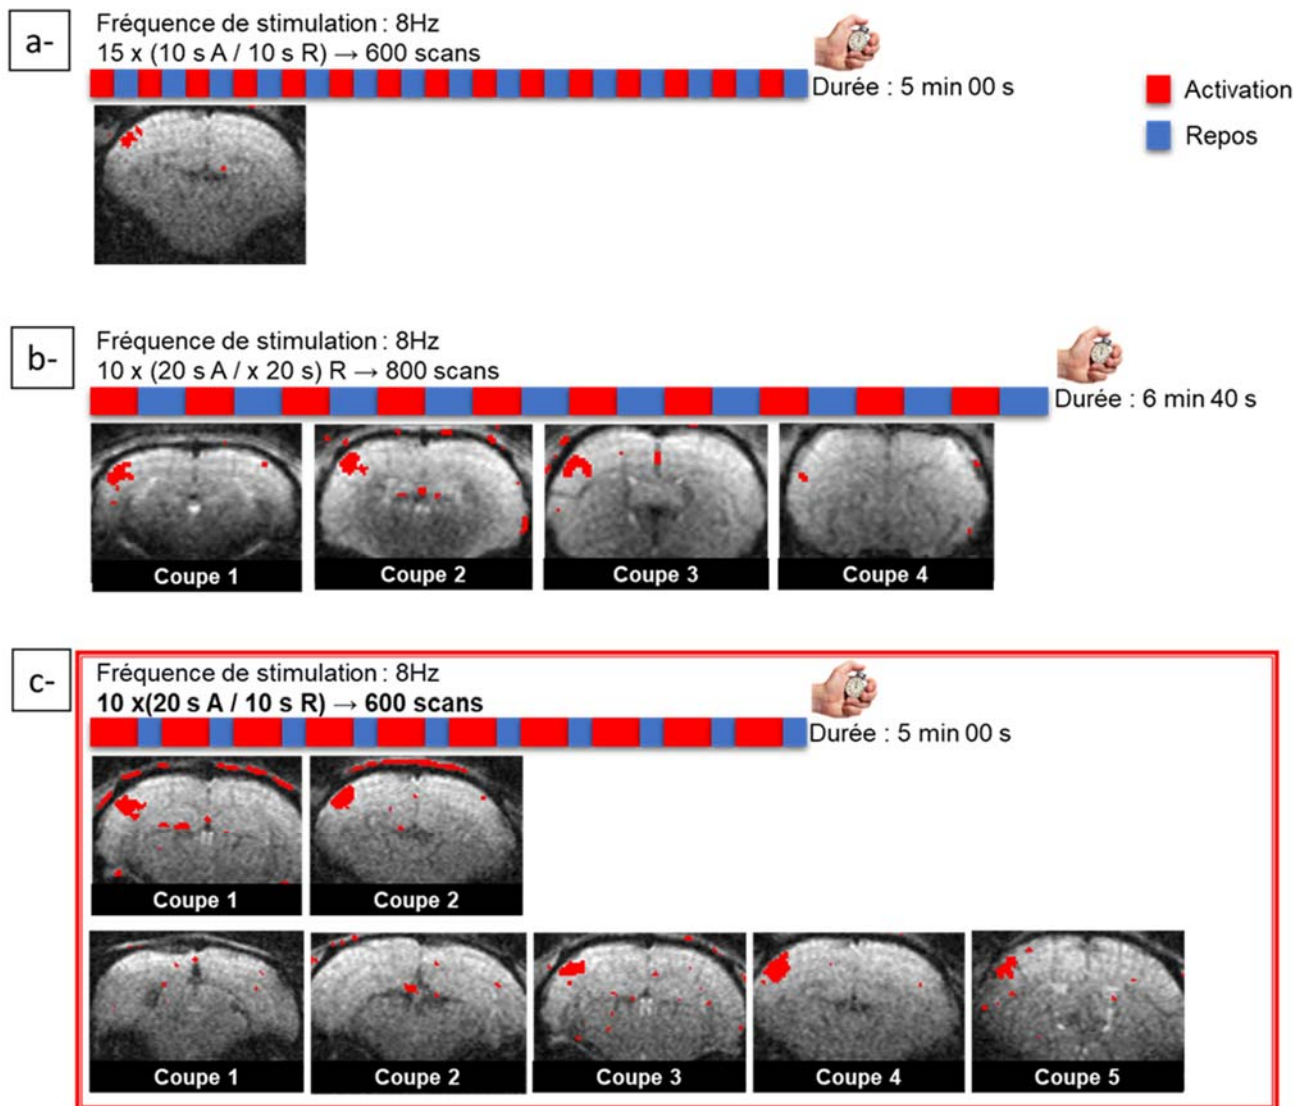 a-
Fréquence de stimulation : 8Hz
15 x (10 s A / 10 s R) → 600 scans
Durée : 5 min 00 s
Activation
Repos
b-
Fréquence de stimulation : 8Hz
10 x (20 s A / x 20 s) R → 800 scans
Durée : 6 min 40 s
Coupe 1
Coupe 2
Coupe 3
Coupe 4
c-
Fréquence de stimulation : 8Hz
10 x(20 s A / 10 s R) → 600 scans
Durée : 5 min 00 s
Coupe 1
Coupe 2
Coupe 1
Coupe 2
Coupe 3
Coupe 4
Coupe 5